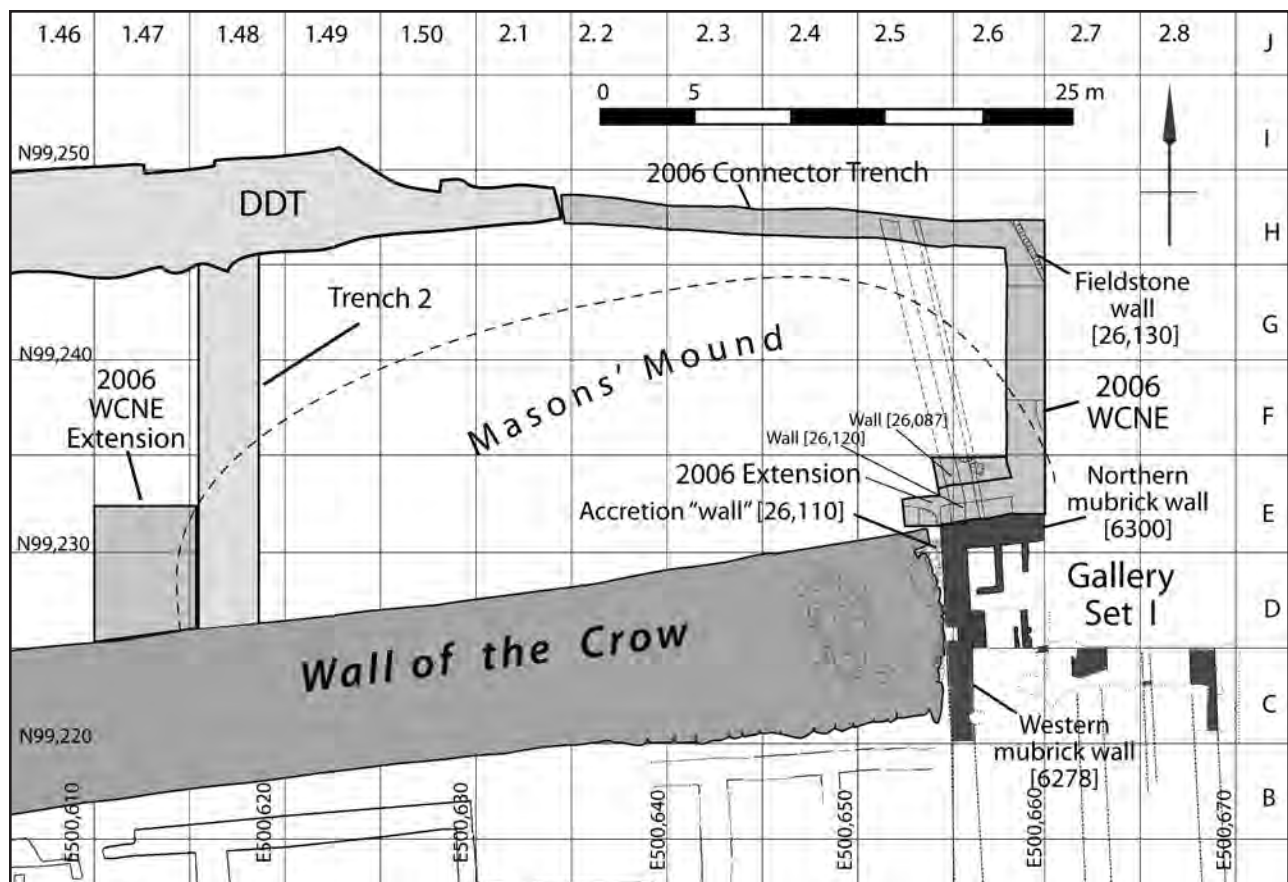 1.46 1.47 1.48 1.49 1.50 2.1 2.2 2.3 2.4 2.5 2.6 2.7 2.8 J
0 5 25 m
I
N99,250
2006 Connector Trench
DDT
H
Fieldstone
wall
[26,130]
Trench 2
G
N99,240
Masons' Mound
2006
WCNE
Extension
2006
WCNE
F
Wall [26,087]
Wall [26,120]
2006 Extension
Northern
mubrick wall
[6300]
Accretion "wall" [26,110]
E
N99,230
Gallery
Set I
D
Wall of the Crow
C
N99,220
Western
mubrick wall
[6278]
B
E500,610
E500,620
E500,630
E500,640
E500,650
E500,660
E500,670